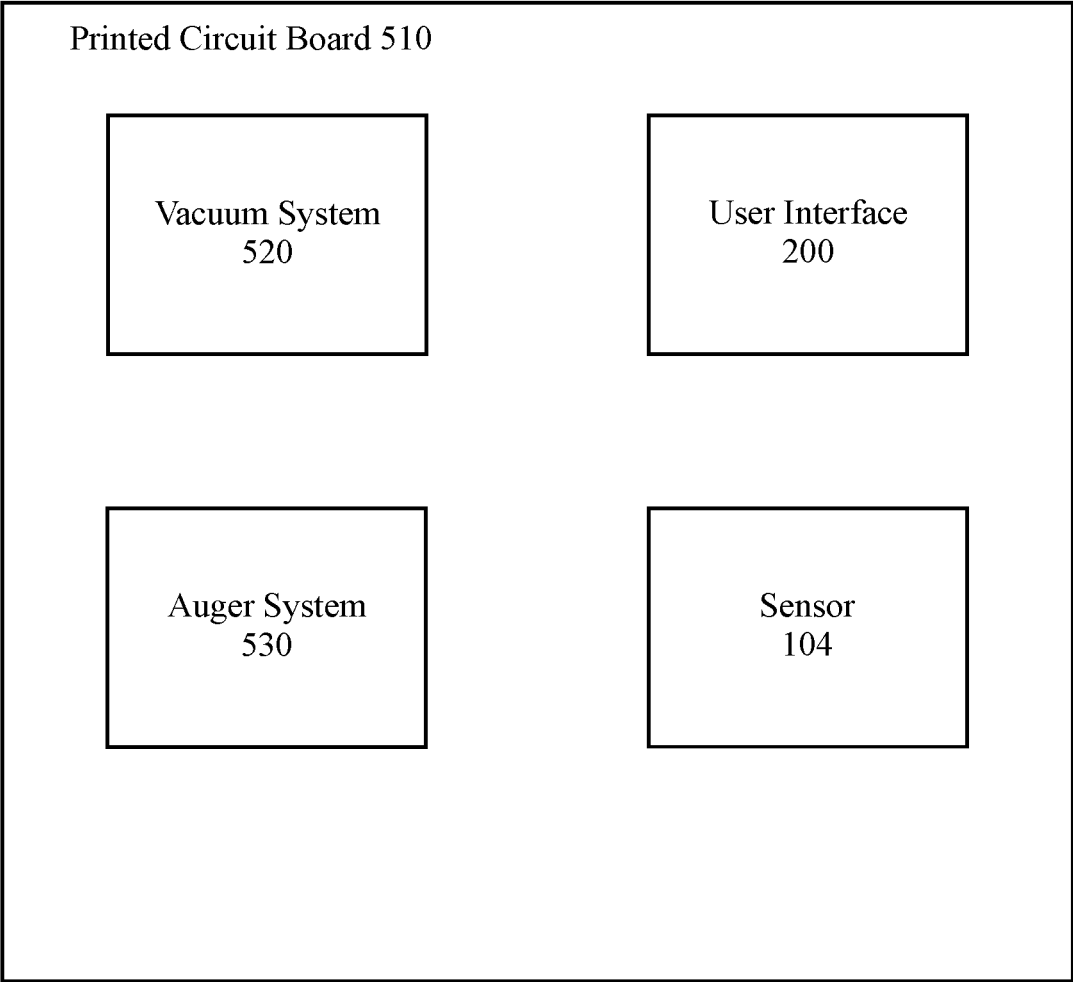 Printed Circuit Board 510
Vacuum System
520
User Interface
200
Auger System
530
Sensor
104